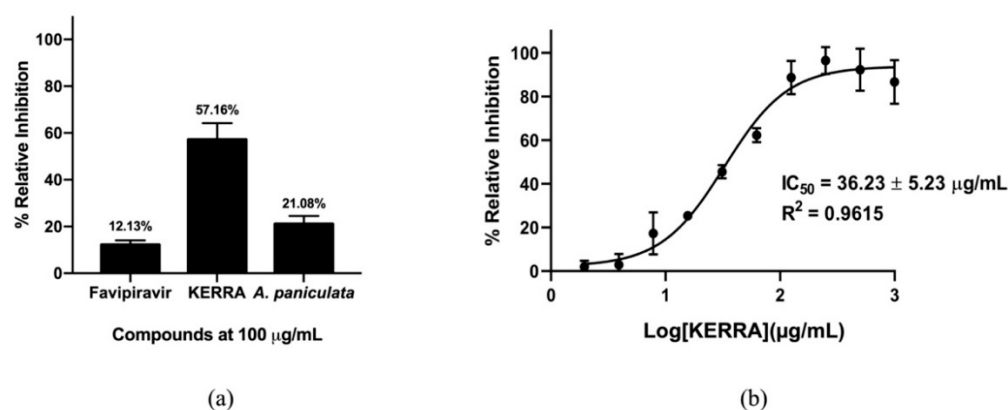 100
80
60
40
20
0
% Relative Inhibition
12.13%
57.16%
21.08%
Favipiravir KERRA A. paniculata
Compounds at 100 μg/mL
(a)
100
80
60
40
20
0
% Relative Inhibition
IC50 = 36.23 ± 5.23 μg/mL
R2 = 0.9615
0 1 2 3
Log[KERRA](μg/mL)
(b)